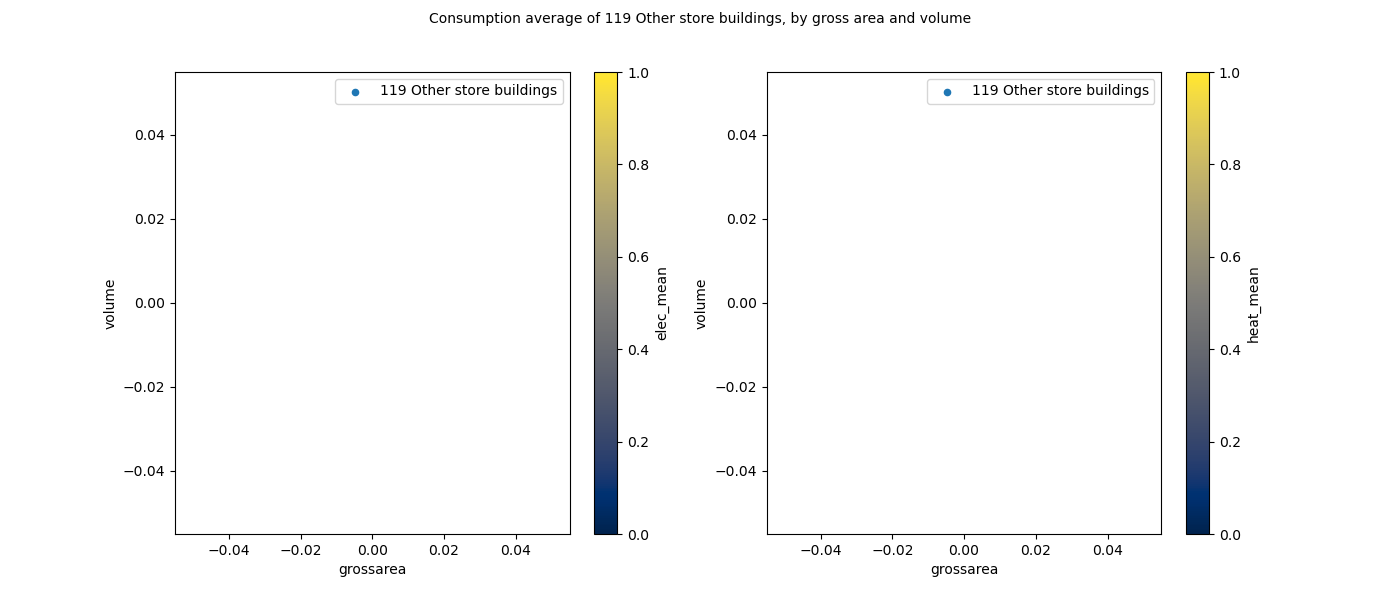 Consumption average of 119 Other store buildings, by gross area and volume
119 Other store buildings
0.04
0.02
0.00
−0.02
−0.04
volume
−0.04 −0.02 0.00 0.02 0.04
grossarea
1.0
0.8
0.6
0.4
0.2
0.0
elec_mean
119 Other store buildings
0.04
0.02
0.00
−0.02
−0.04
volume
−0.04 −0.02 0.00 0.02 0.04
grossarea
1.0
0.8
0.6
0.4
0.2
0.0
heat_mean